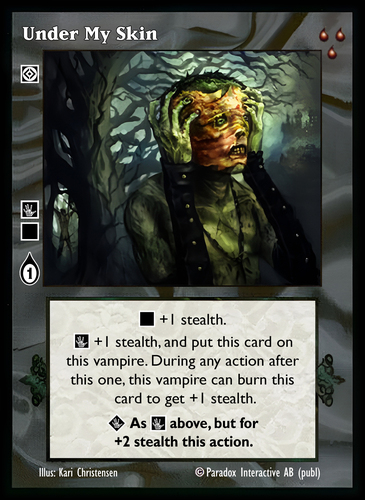 Under My Skin
1
+1 stealth.
+1 stealth, and put this card on
this vampire. During any action after
this one, this vampire can burn this
card to get +1 stealth.
As above, but for
+2 stealth this action.
Illus: Kari Christensen
© Paradox Interactive AB (publ)